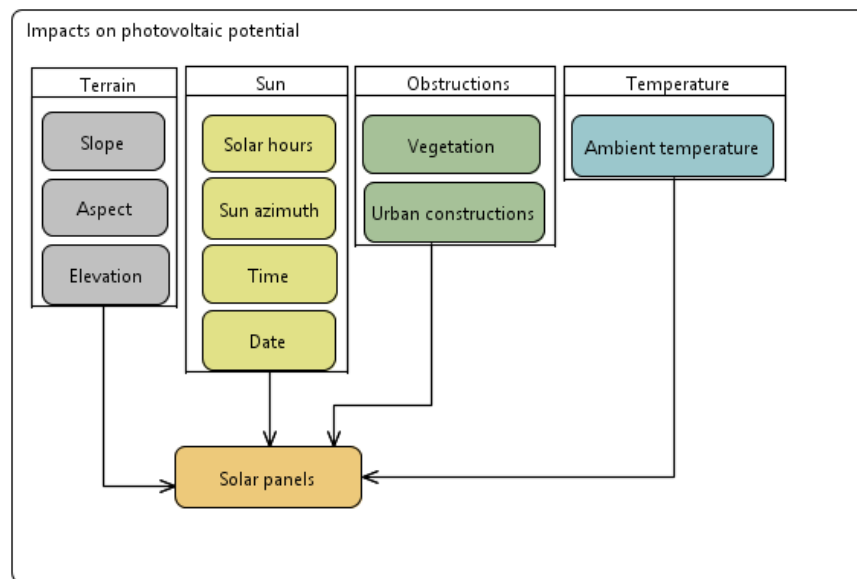 Impacts on photovoltaic potential
Terrain
Slope
Aspect
Elevation
Sun
Solar hours
Sun azimuth
Time
Date
Obstructions
Vegetation
Urban constructions
Temperature
Ambient temperature
Solar panels